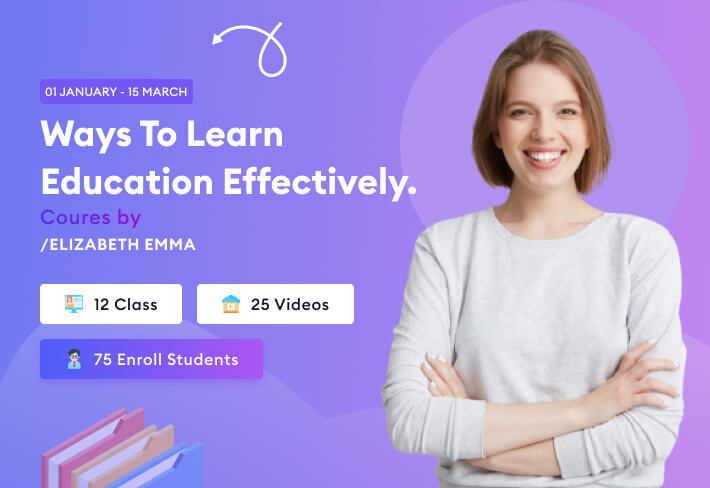 01 JANUARY - 15 MARCH
Ways To Learn
Education Effectively.
Coures by
/ELIZABETH EMMA
12 Class
25 Videos
75 Enroll Students